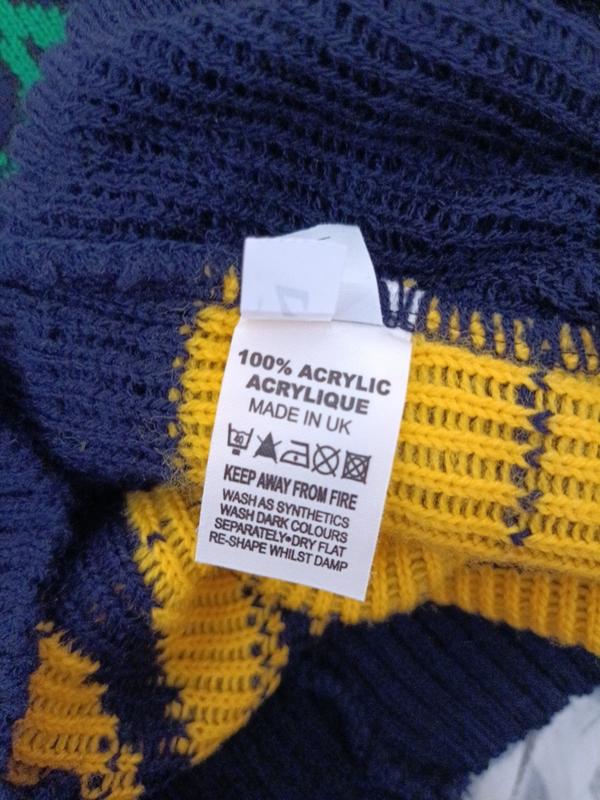 100% ACRYLIC
ACRYLIQUE
MADE IN UK
40
KEEP AWAY FROM FIRE
WASH AS SYNTHETICS
WASH DARK COLOURS
SEPARATELY•DRY FLAT
RE-SHAPE WHILST DAMP